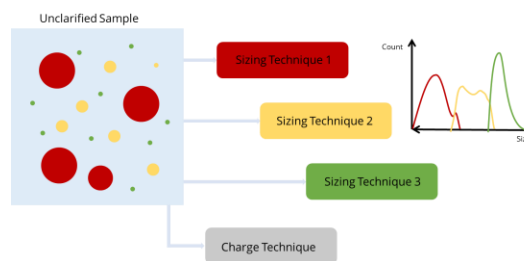 Unclarified Sample
Sizing Technique 1
Sizing Technique 2
Sizing Technique 3
Charge Technique
Count